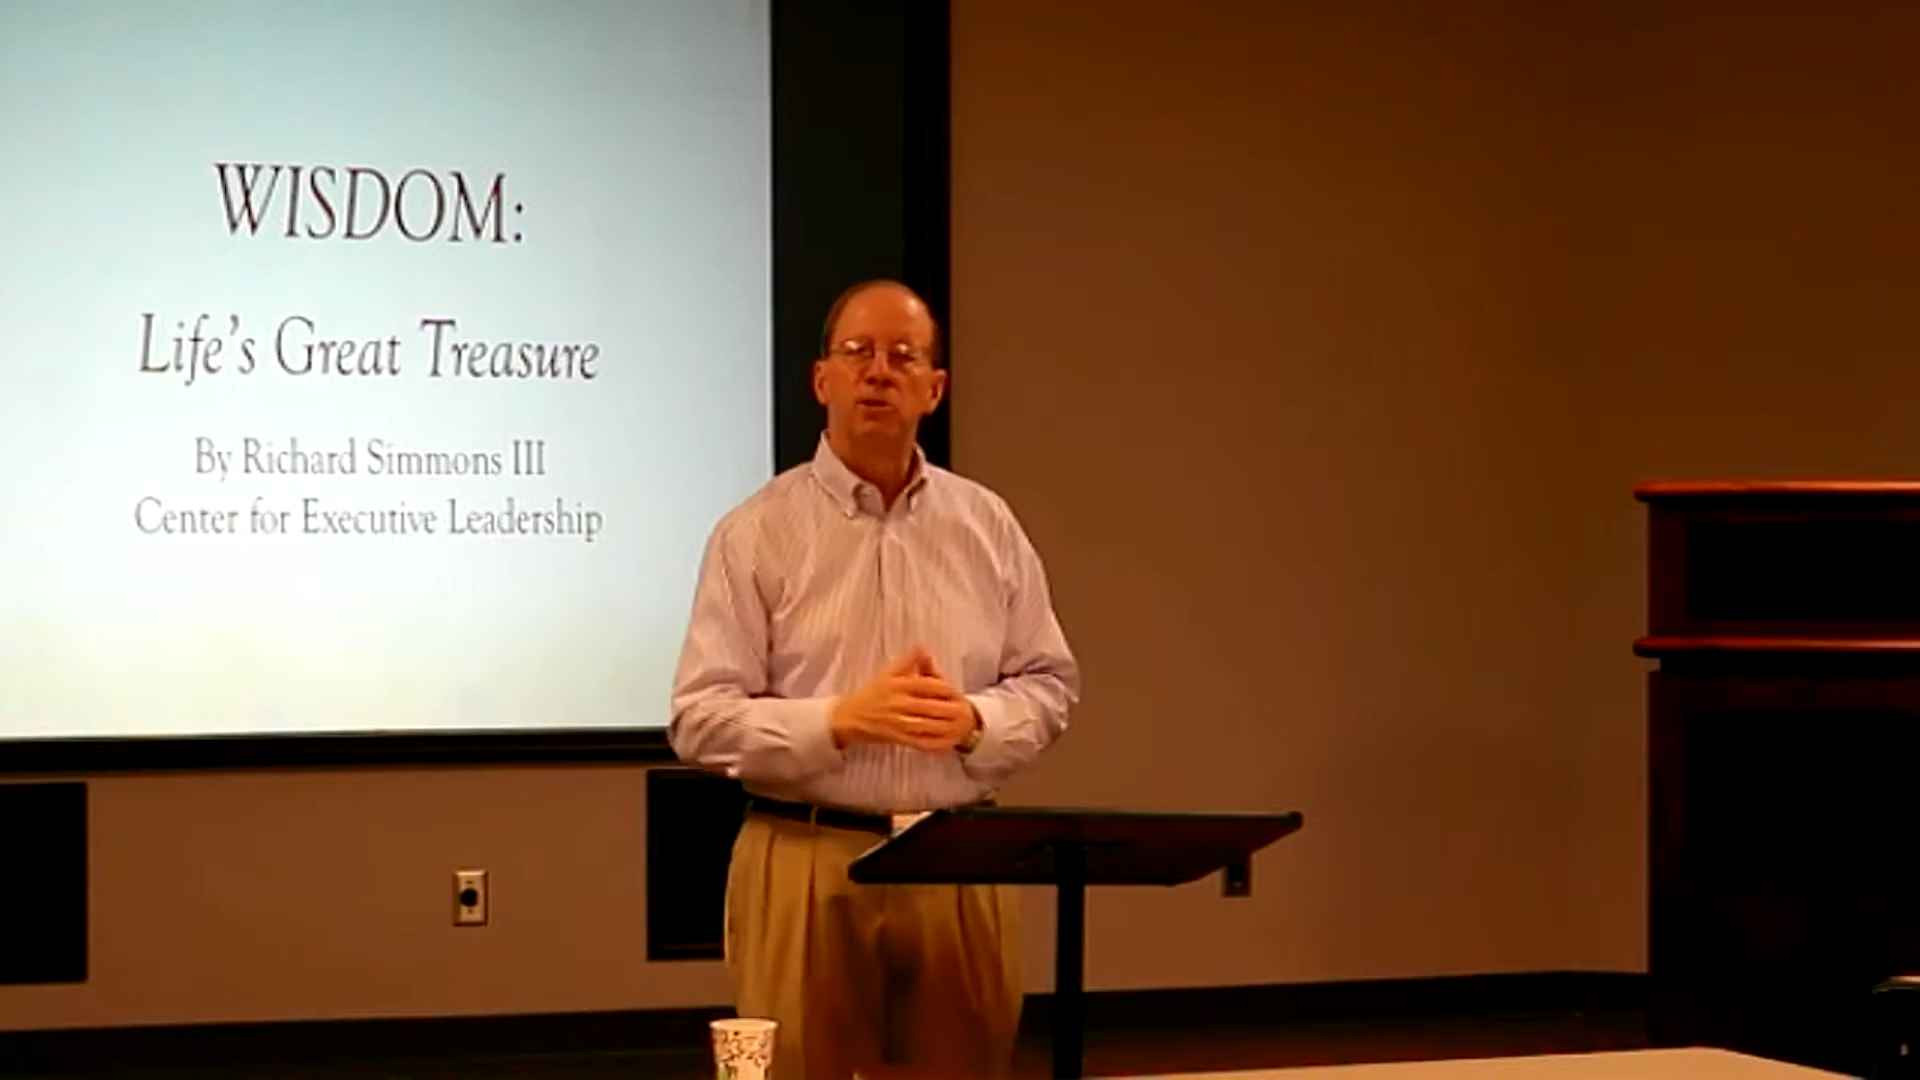 WISDOM:
Life's Great Treasure
By Richard Simmons III
Center for Executive Leadership